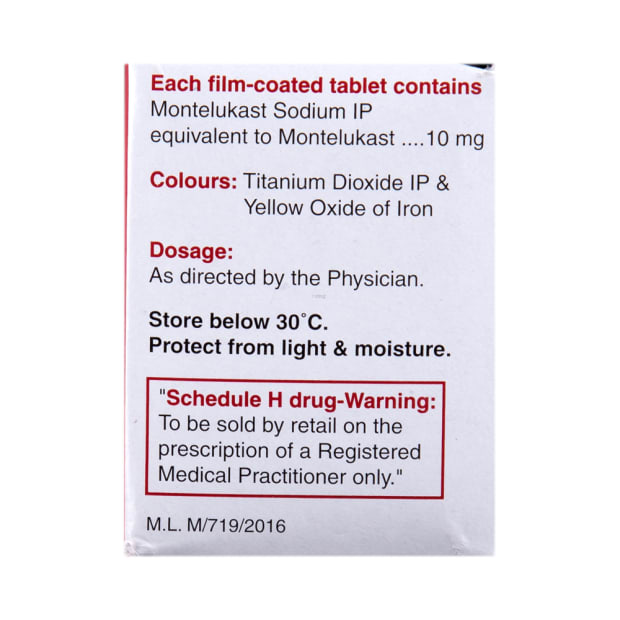 Each film-coated tablet contains
Montelukast Sodium IP
equivalent to Montelukast ....10 mg
Colours: Titanium Dioxide IP &
Yellow Oxide of Iron
Dosage:
As directed by the Physician.
Store below 30°C.
Protect from light & moisture.
"Schedule H drug-Warning:
To be sold by retail on the
prescription of a Registered
Medical Practitioner only."
M.L. M/719/2016